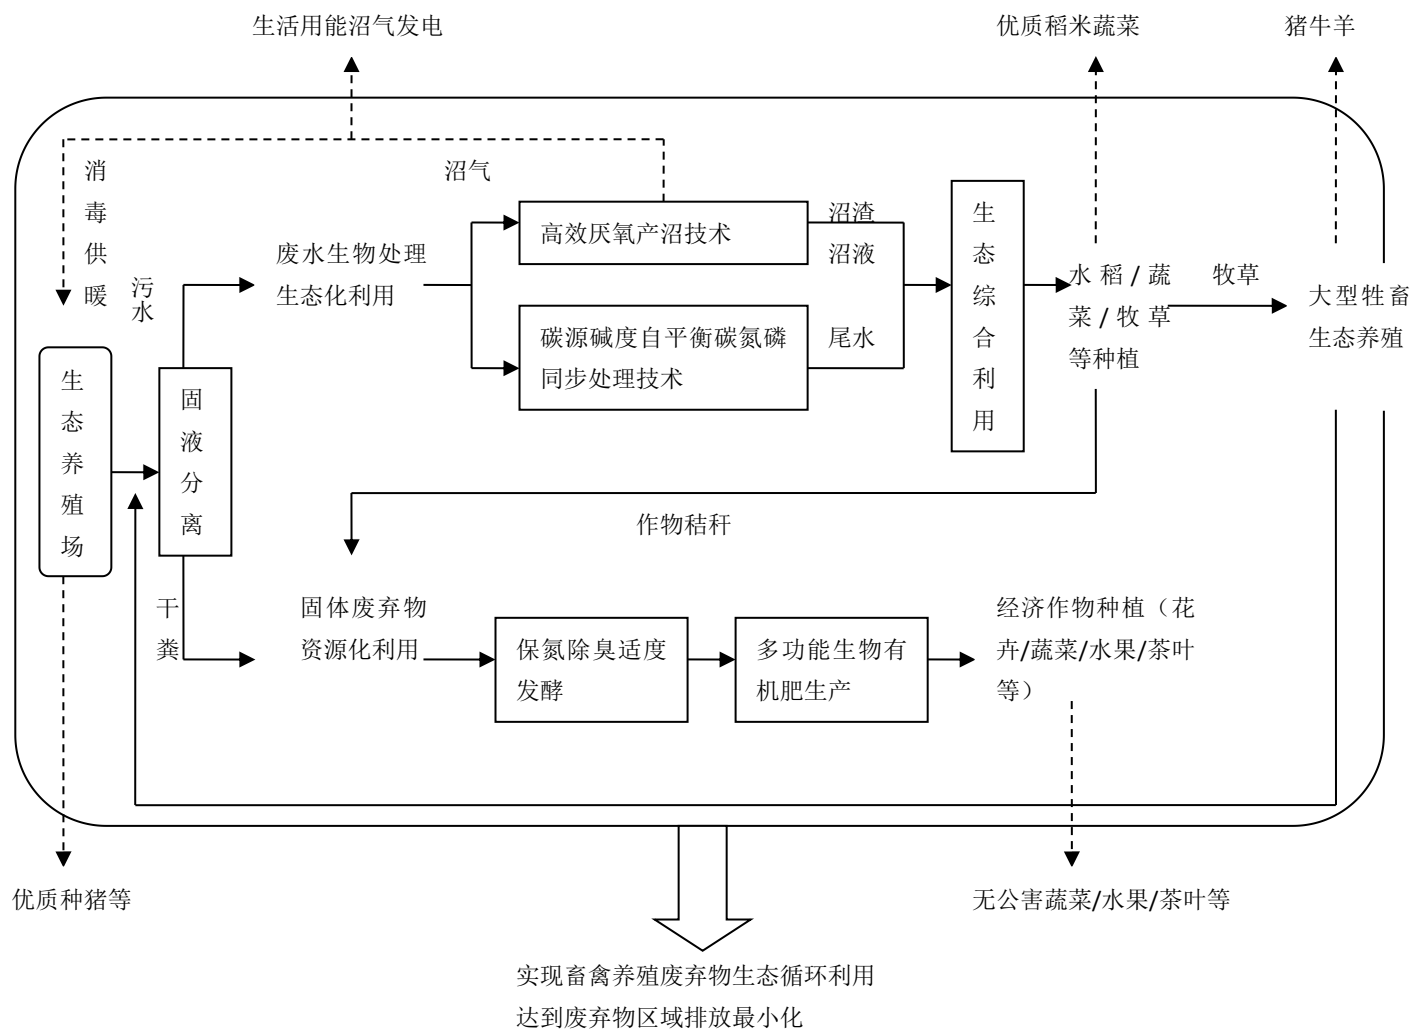 生活用能沼气发电
优质稻米蔬菜
猪牛羊
消毒供暖
沼气
污水
废水生物处理
生态化利用
高效厌氧产沼技术
碳源碱度自平衡碳氮磷
同步处理技术
沼渣
沼液
尾水
生态综合利用
水稻/蔬
菜/牧草
等种植
牧草
大型牲畜
生态养殖
生态养殖场
固液分离
作物秸秆
干粪
固体废弃物
资源化利用
保氮除臭适度
发酵
多功能生物有
机肥生产
经济作物种植（花
卉/蔬菜/水果/茶叶
等）
优质种猪等
无公害蔬菜/水果/茶叶等
实现畜禽养殖废弃物生态循环利用
达到废弃物区域排放最小化